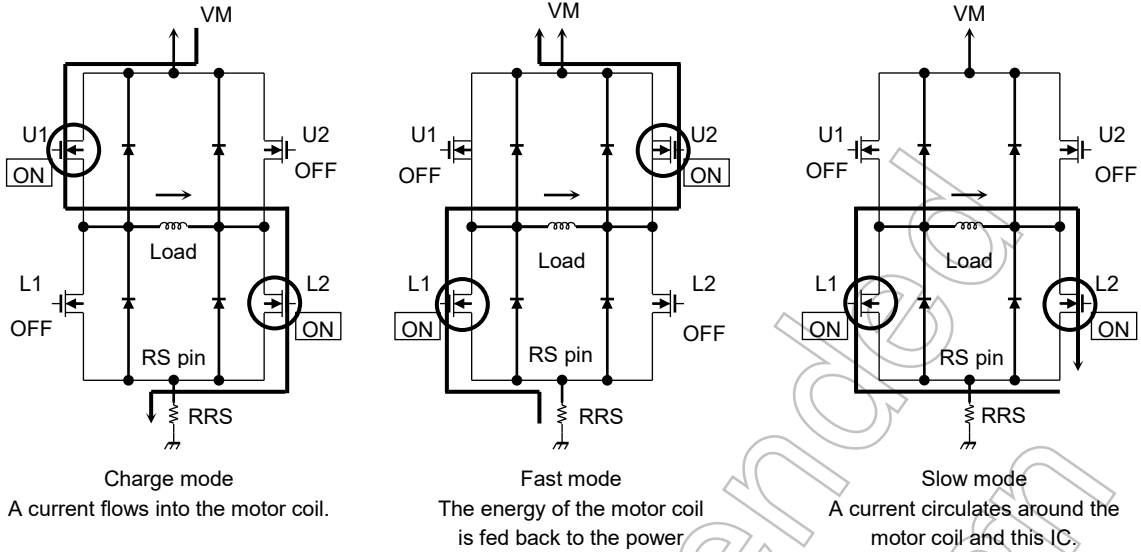 VM
U1
ON
U2
OFF
Load
L1
OFF
L2
ON
RS pin
RRS
Charge mode
A current flows into the motor coil.
VM
U1
OFF
U2
ON
Load
L1
ON
L2
OFF
RS pin
RRS
Fast mode
The energy of the motor coil
is fed back to the power
VM
U1
OFF
U2
OFF
Load
L1
ON
L2
ON
RS pin
RRS
Slow mode
A current circulates around the
motor coil and this IC.